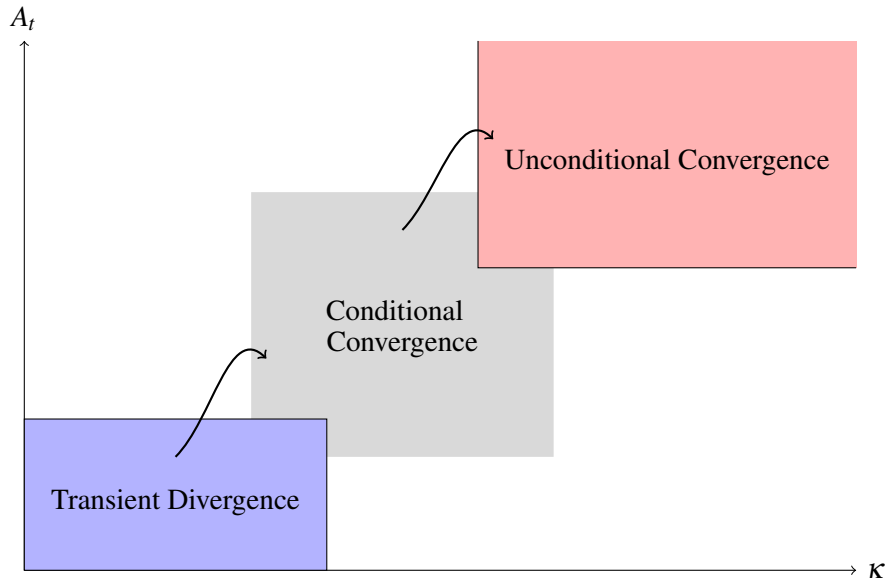 A_t
Unconditional Convergence
Conditional
Convergence
Transient Divergence
κ